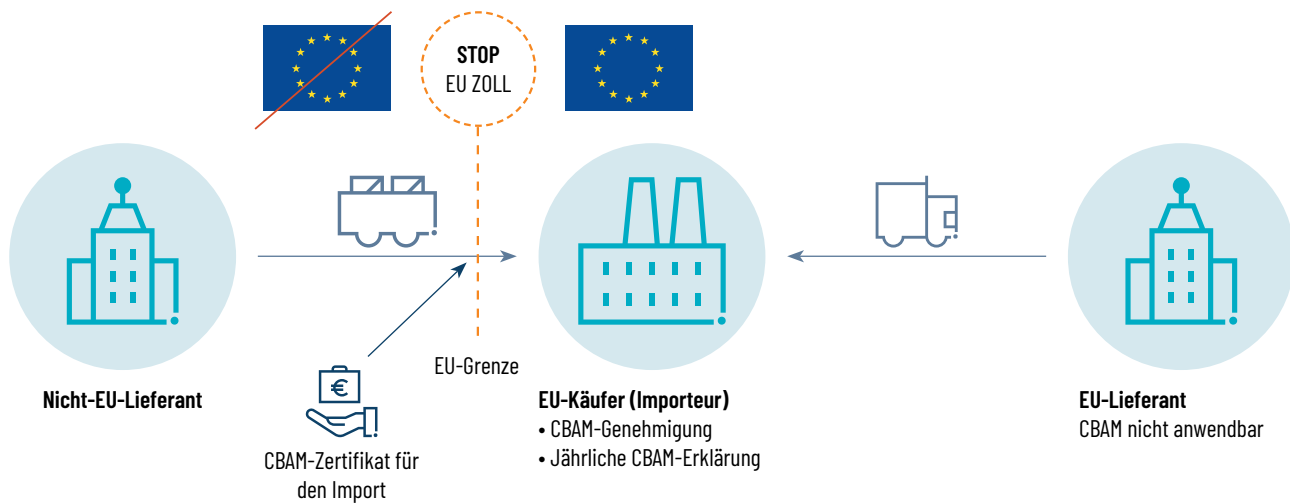 STOP
EU ZOLL
EU-Grenze
Nicht-EU-Lieferant
CBAM-Zertifikat für
den Import
EU-Käufer (Importeur)
• CBAM-Genehmigung
• Jährliche CBAM-Erklärung
EU-Lieferant
CBAM nicht anwendbar